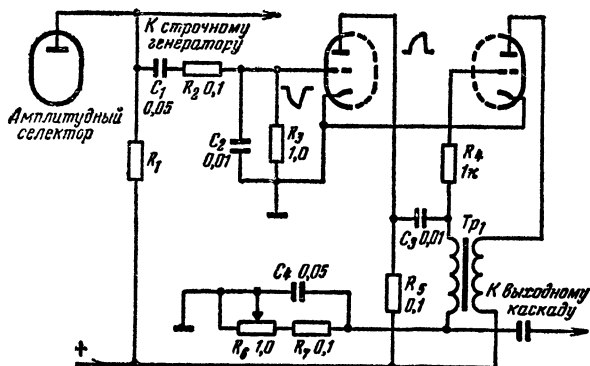 К строчному
генератору
C1
0,05
R2 0,1
Амплитудный
селектор
C2
0,01
R3
1,0
R1
R4
1к
C3 0,01
Тр1
C4 0,05
R5
0,1
К выходному
каскаду
R6 1,0
R7 0,1
+